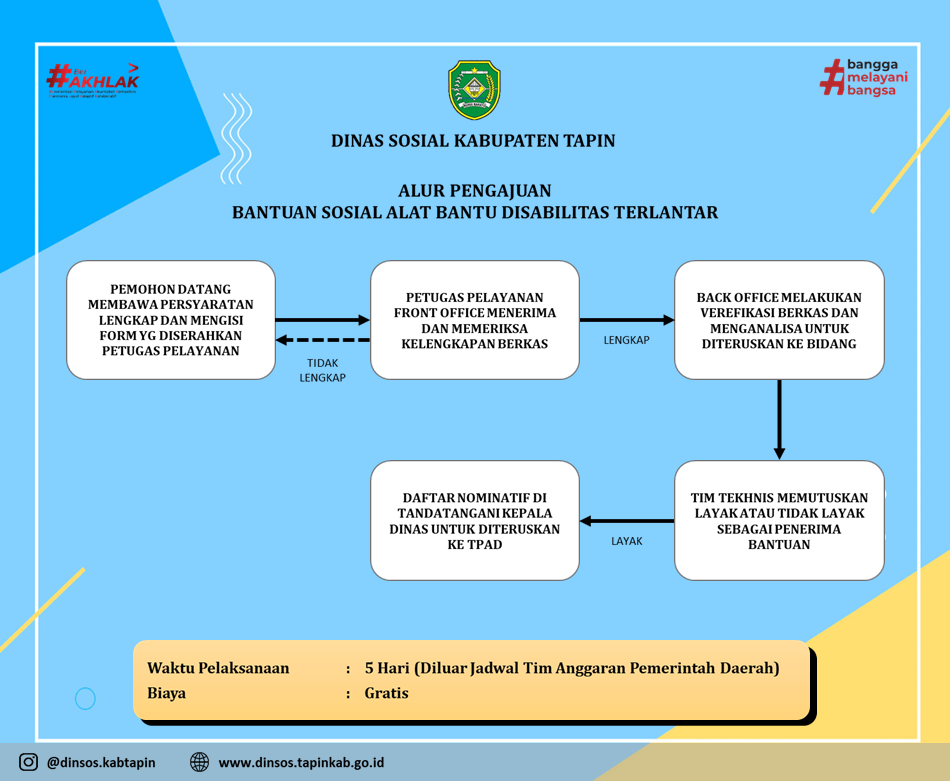 #BerAKHLAK
bangga
melayani
bangsa
DINAS SOSIAL KABUPATEN TAPIN
ALUR PENGAJUAN
BANTUAN SOSIAL ALAT BANTU DISABILITAS TERLANTAR
PEMOHON DATANG
MEMBAWA PERSYARATAN
LENGKAP DAN MENGISI
FORM YG DISERAHKAN
PETUGAS PELAYANAN
TIDAK
LENGKAP
PETUGAS PELAYANAN
FRONT OFFICE MENERIMA
DAN MEMERIKSA
KELENGKAPAN BERKAS
LENGKAP
BACK OFFICE MELAKUKAN
VEREFIKASI BERKAS DAN
MENGANALISA UNTUK
DITERUSKAN KE BIDANG
TIM TEKHNIS MEMUTUSKAN
LAYAK ATAU TIDAK LAYAK
SEBAGAI PENERIMA
BANTUAN
LAYAK
DAFTAR NOMINATIF DI
TANDATANGANI KEPALA
DINAS UNTUK DITERUSKAN
KE TPAD
Waktu Pelaksanaan : 5 Hari (Diluar Jadwal Tim Anggaran Pemerintah Daerah)
Biaya : Gratis
@dinsos.kabtapin
www.dinsos.tapinkab.go.id